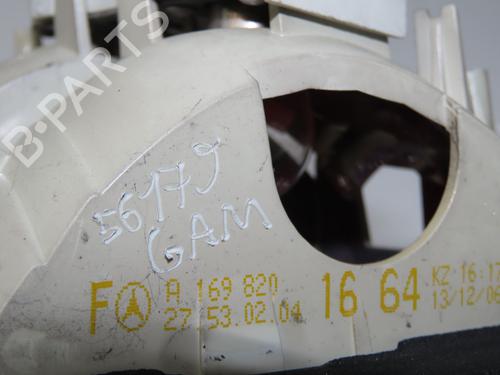 B-PARTS
56179
GAM
F A 169 820 16 64 KZ 16:17
27 53.02.04 13/12/06